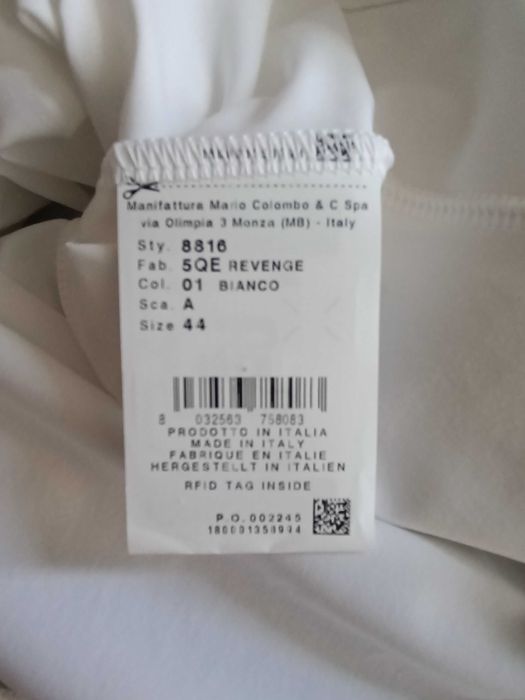 Manifattura Mario Colombo & C Spa
via Olimpia 3 Monza (MB) - Italy
Sty. 8816
Fab. 5QE REVENGE
Col. 01 BIANCO
Sca. A
Size 44
8 032563 758083
PRODOTTO IN ITALIA
MADE IN ITALY
FABRIQUE EN ITALIE
HERGESTELLT IN ITALIEN
RFID TAG INSIDE
P.O. 002245